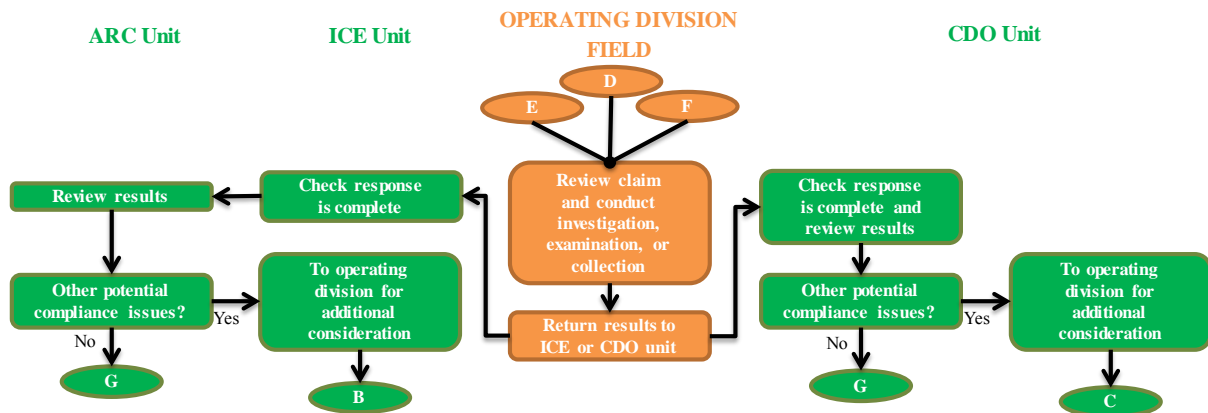 ARC Unit
ICE Unit
OPERATING DIVISION
FIELD
CDO Unit
D
E
F
Review results
Check response
is complete
Review claim
and conduct
investigation,
examination, or
collection
Check response
is complete and
review results
Other potential
compliance issues?
Yes
No
To operating
division for
additional
consideration
Return results to
ICE or CDO unit
Other potential
compliance issues?
Yes
No
To operating
division for
additional
consideration
G
B
G
C